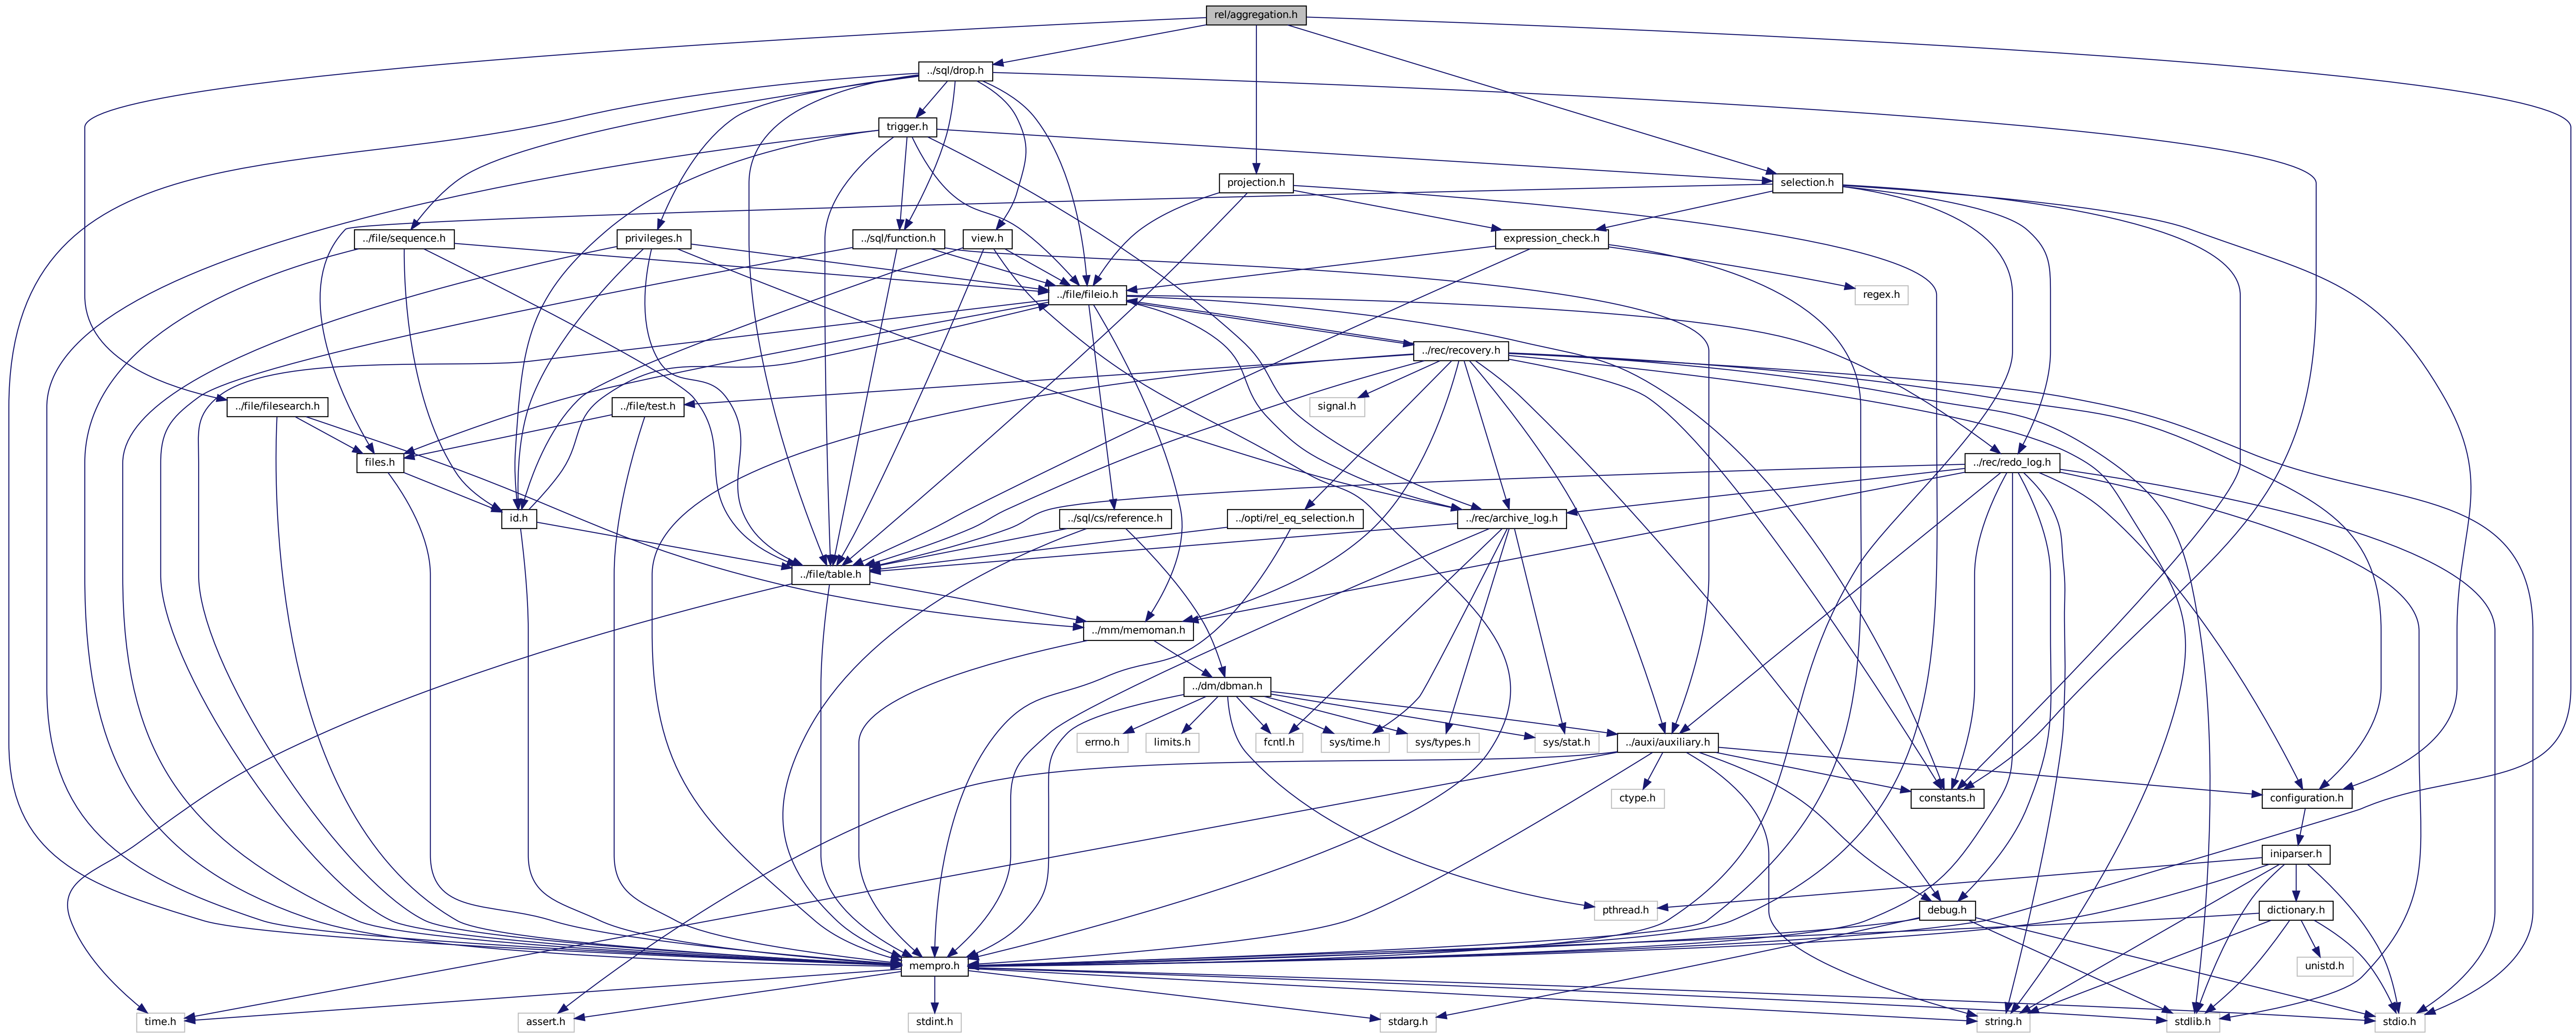 rel/aggregation.h
../sql/drop.h
trigger.h
projection.h
selection.h
../file/sequence.h
privileges.h
../sql/function.h
view.h
expression_check.h
../file/fileio.h
regex.h
../rec/recovery.h
../file/filesearch.h
../file/test.h
signal.h
files.h
../rec/redo_log.h
id.h
../sql/cs/reference.h
../opti/rel_eq_selection.h
../rec/archive_log.h
../file/table.h
../mm/memoman.h
../dm/dbman.h
errno.h
limits.h
fcntl.h
sys/time.h
sys/types.h
sys/stat.h
../auxi/auxiliary.h
ctype.h
constants.h
configuration.h
iniparser.h
pthread.h
debug.h
dictionary.h
mempro.h
unistd.h
time.h
assert.h
stdint.h
stdarg.h
string.h
stdlib.h
stdio.h